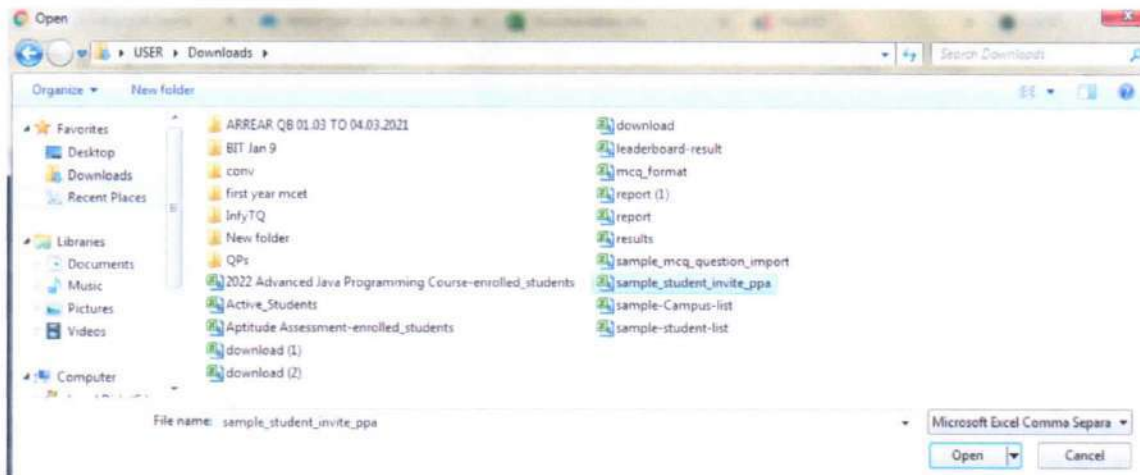 Open
USER ▸ Downloads ▸
Search Downloads
Organize
New folder
Favorites
Desktop
Downloads
Recent Places
Libraries
Documents
Music
Pictures
Videos
Computer
ARREAR QB 01.03 TO 04.03.2021
BIT Jan 9
conv
first year mcet
InfyTQ
New folder
QPs
2022 Advanced Java Programming Course-enrolled_students
Active_Students
Aptitude Assessment-enrolled_students
download (1)
download (2)
download
leaderboard-result
mcq_format
report (1)
report
results
sample_mcq_question_import
sample_student_invite_ppa
sample-Campus-list
sample-student-list
File name: sample_student_invite_ppa
Microsoft Excel Comma Separa
Open
Cancel